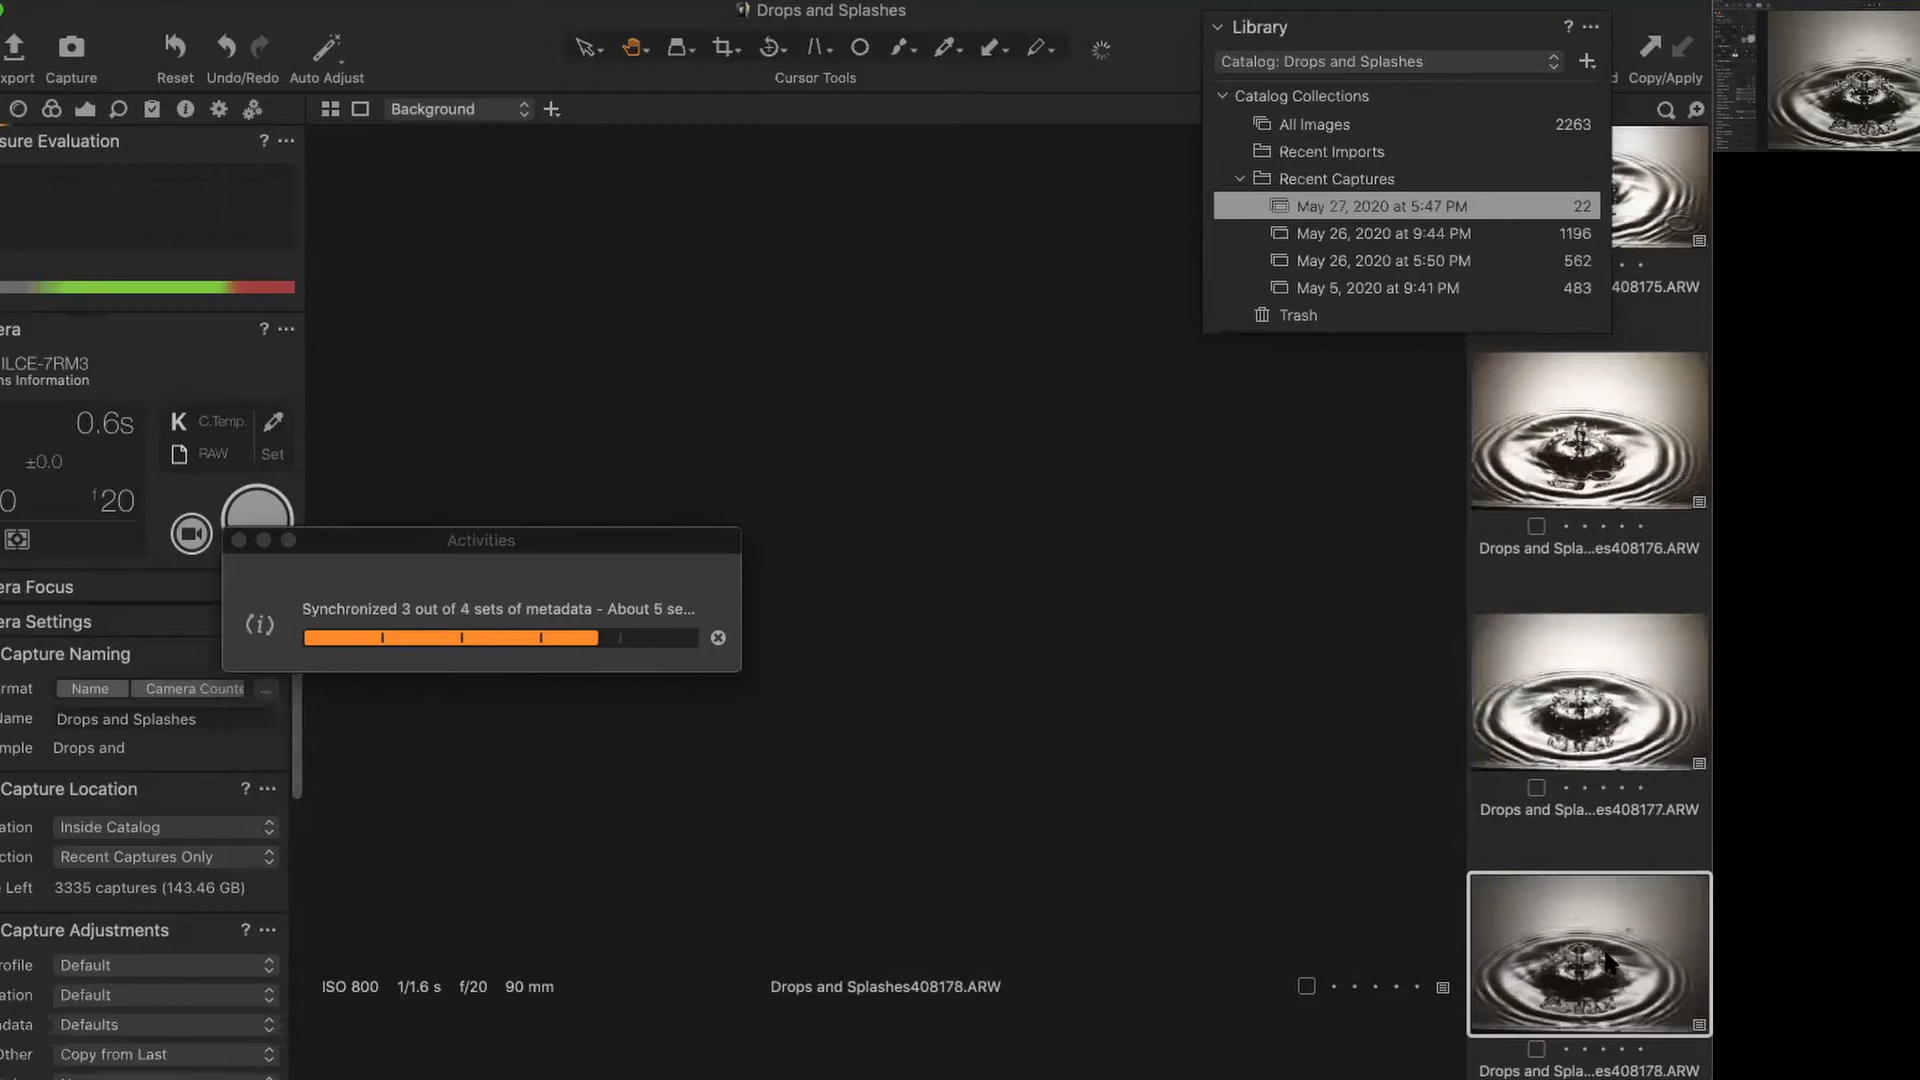 Drops and Splashes
xport
Capture
Reset
Undo/Redo
Auto Adjust
Cursor Tools
Copy/Apply
Background
Library
?
Catalog: Drops and Splashes
Catalog Collections
All Images 2263
Recent Imports
Recent Captures
May 27, 2020 at 5:47 PM 22
May 26, 2020 at 9:44 PM 1196
May 26, 2020 at 5:50 PM 562
May 5, 2020 at 9:41 PM 483
Trash
sure Evaluation ?
era ?
ILCE-7RM3
ns Information
0.6s
K C.Temp.
±0.0
RAW Set
0 f20
era Focus
era Settings
Capture Naming
rmat Name Camera Counte ...
Name Drops and Splashes
mple Drops and
Capture Location ?
ation Inside Catalog
ction Recent Captures Only
e Left 3335 captures (143.46 GB)
Capture Adjustments ?
rofile Default
ation Default
adata Defaults
Other Copy from Last
Activities
Synchronized 3 out of 4 sets of metadata - About 5 se...
ISO 800 1/1.6 s f/20 90 mm
Drops and Splashes408178.ARW
408175.ARW
Drops and Spla...es408176.ARW
Drops and Spla...es408177.ARW
Drops and Spla...es408178.ARW